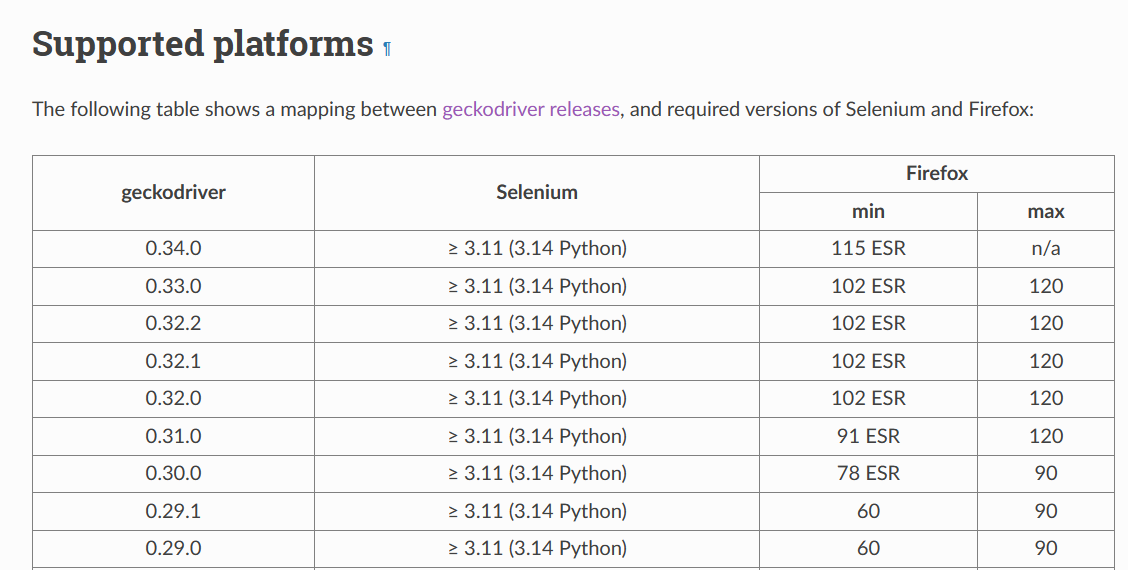 Supported platforms ¶
The following table shows a mapping between geckodriver releases, and required versions of Selenium and Firefox:
geckodriver Selenium Firefox
min max
0.34.0 ≥ 3.11 (3.14 Python) 115 ESR n/a
0.33.0 ≥ 3.11 (3.14 Python) 102 ESR 120
0.32.2 ≥ 3.11 (3.14 Python) 102 ESR 120
0.32.1 ≥ 3.11 (3.14 Python) 102 ESR 120
0.32.0 ≥ 3.11 (3.14 Python) 102 ESR 120
0.31.0 ≥ 3.11 (3.14 Python) 91 ESR 120
0.30.0 ≥ 3.11 (3.14 Python) 78 ESR 90
0.29.1 ≥ 3.11 (3.14 Python) 60 90
0.29.0 ≥ 3.11 (3.14 Python) 60 90